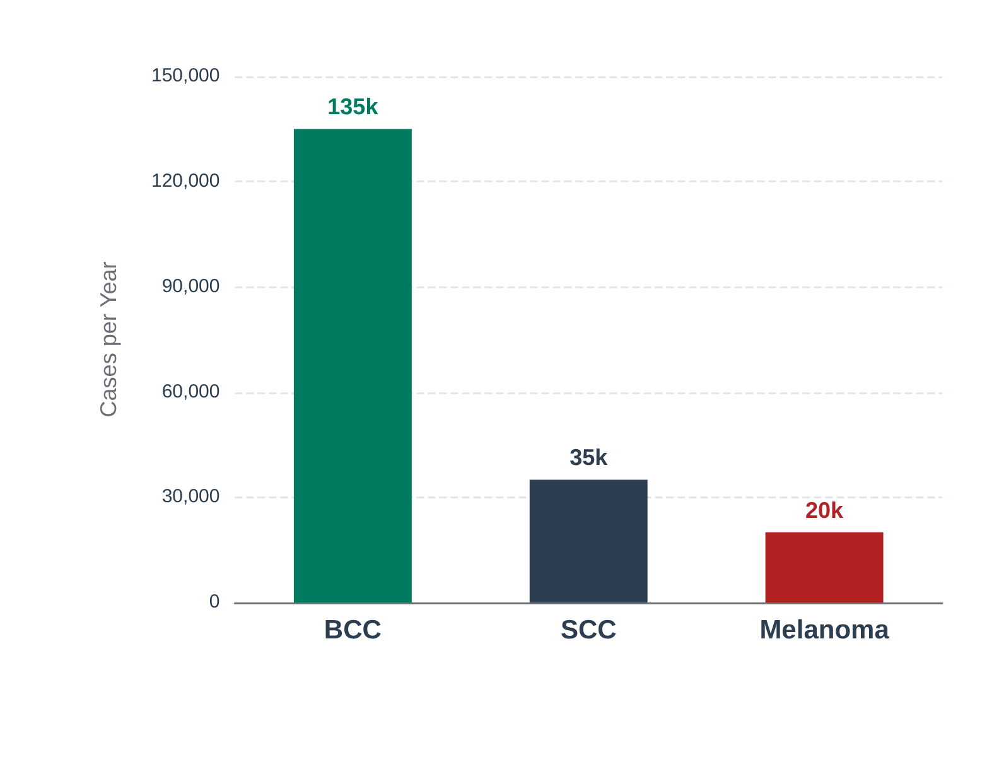 150,000
135k
120,000
90,000
Cases per Year
60,000
35k
30,000
20k
0
BCC
SCC
Melanoma